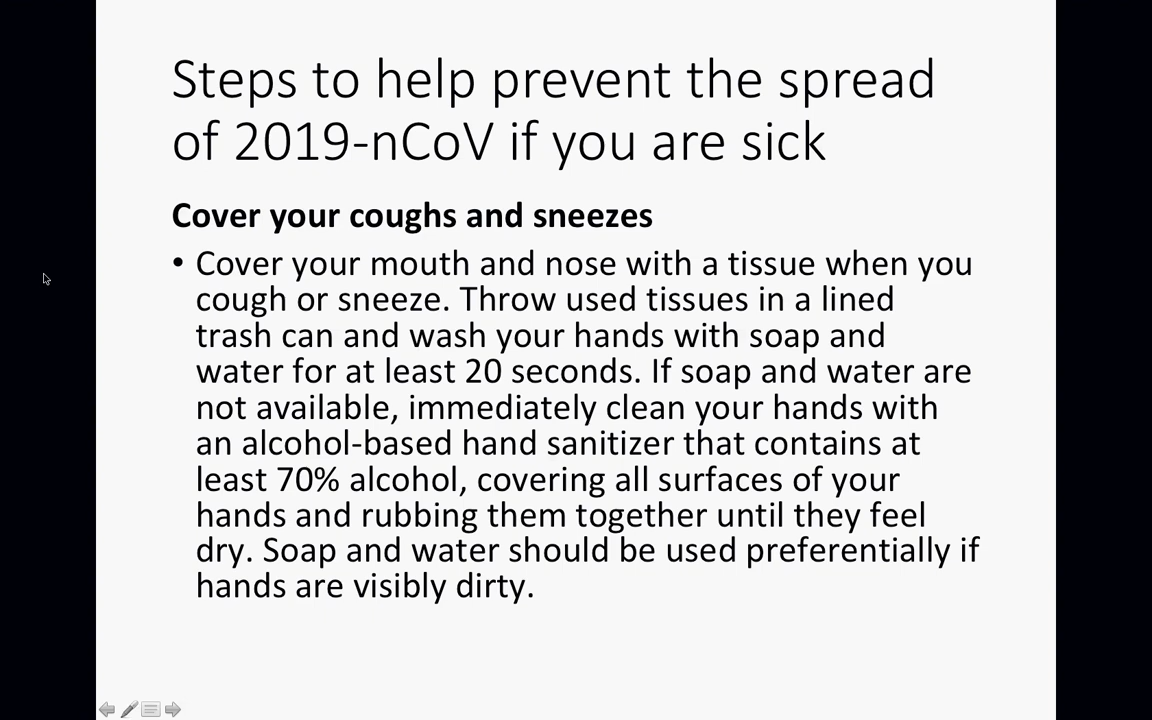 Steps to help prevent the spread
of 2019-nCoV if you are sick
Cover your coughs and sneezes
• Cover your mouth and nose with a tissue when you
cough or sneeze. Throw used tissues in a lined
trash can and wash your hands with soap and
water for at least 20 seconds. If soap and water are
not available, immediately clean your hands with
an alcohol-based hand sanitizer that contains at
least 70% alcohol, covering all surfaces of your
hands and rubbing them together until they feel
dry. Soap and water should be used preferentially if
hands are visibly dirty.